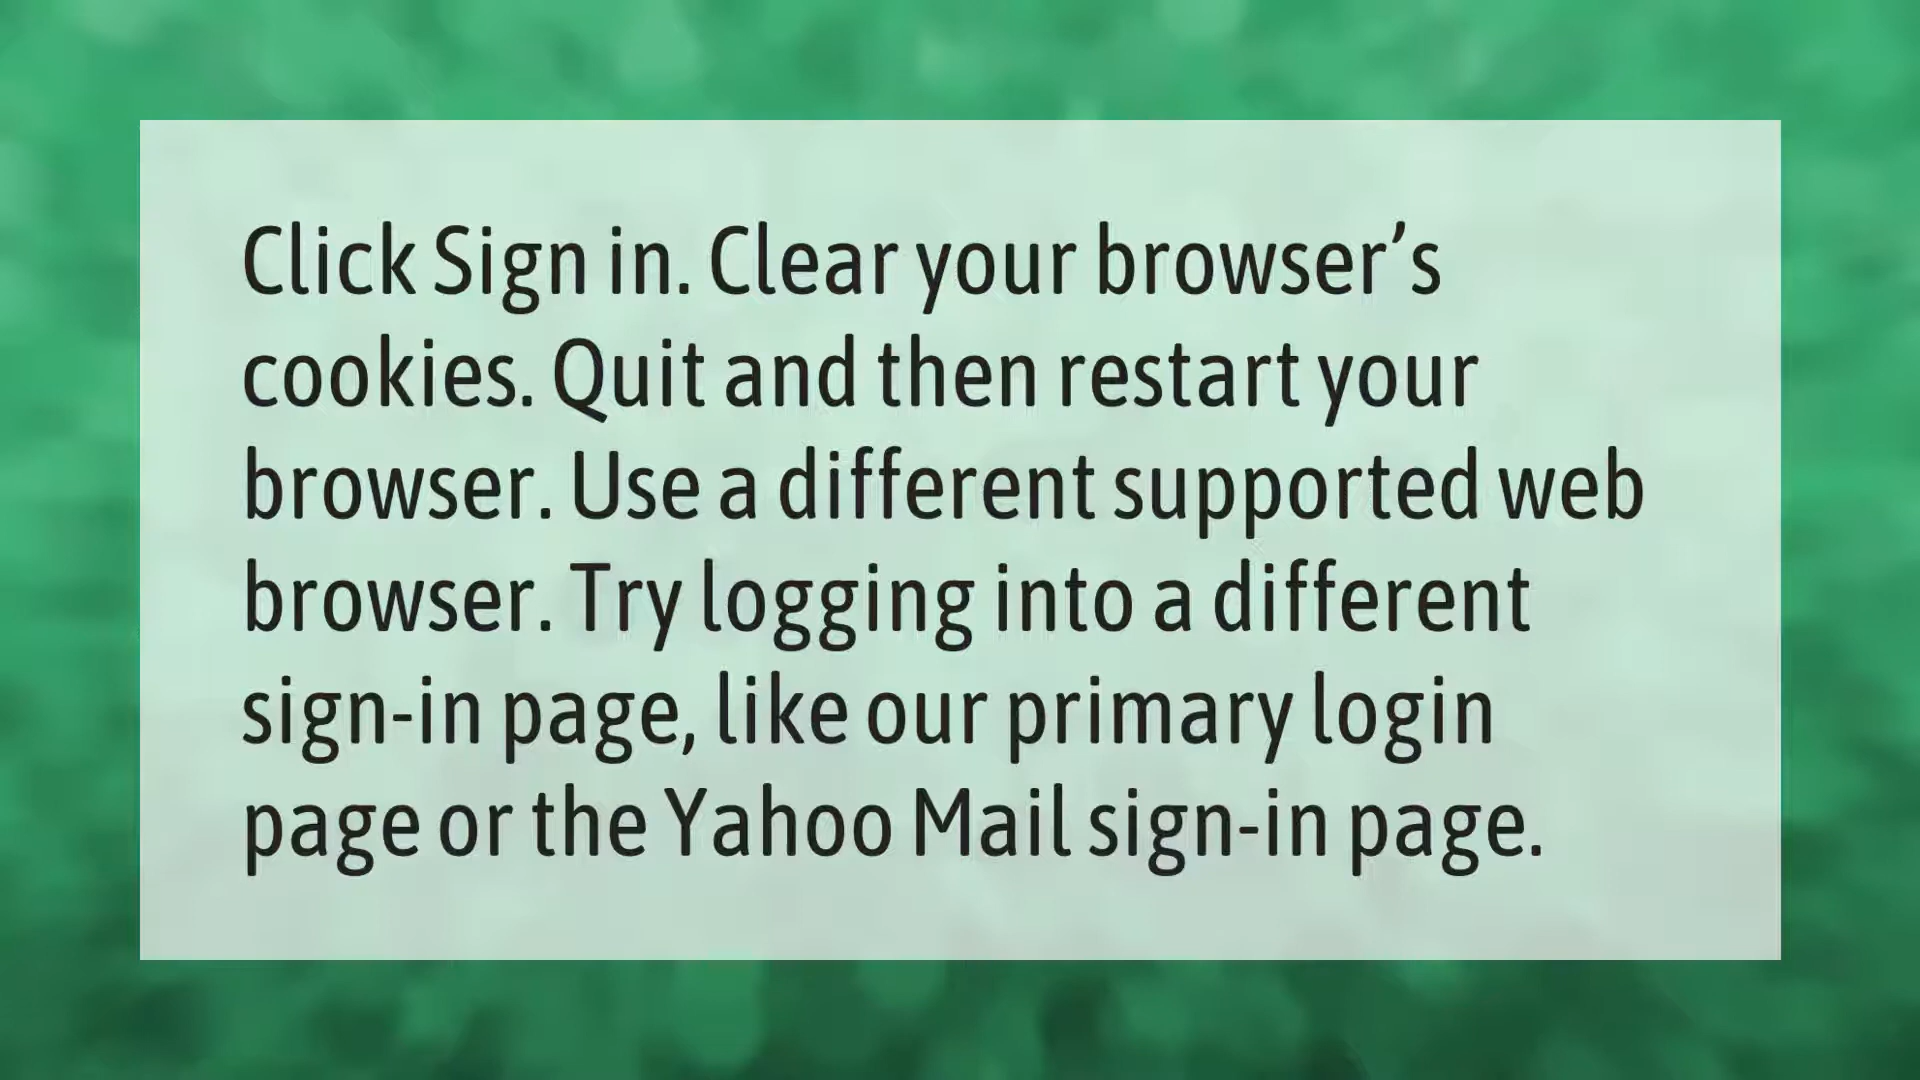 Click Sign in. Clear your browser’s
cookies. Quit and then restart your
browser. Use a different supported web
browser. Try logging into a different
sign-in page, like our primary login
page or the Yahoo Mail sign-in page.